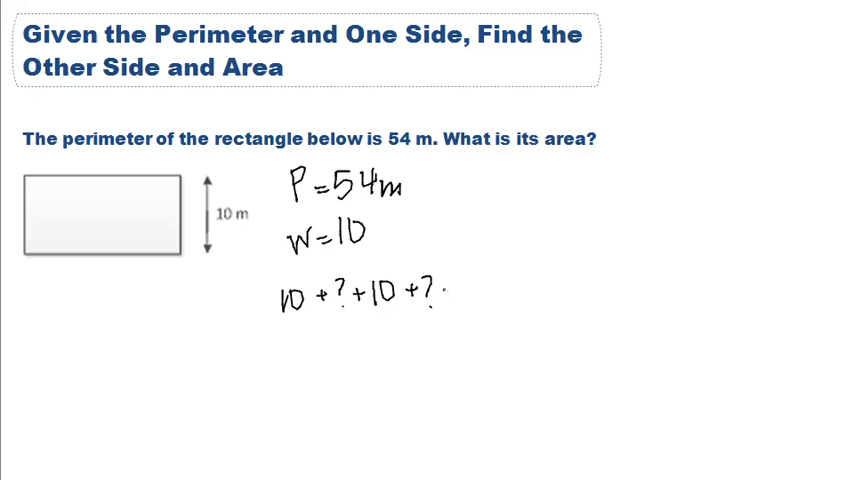 Given the Perimeter and One Side, Find the
Other Side and Area
The perimeter of the rectangle below is 54 m. What is its area?
10 m
P=54m
W=10
10+?+10+?